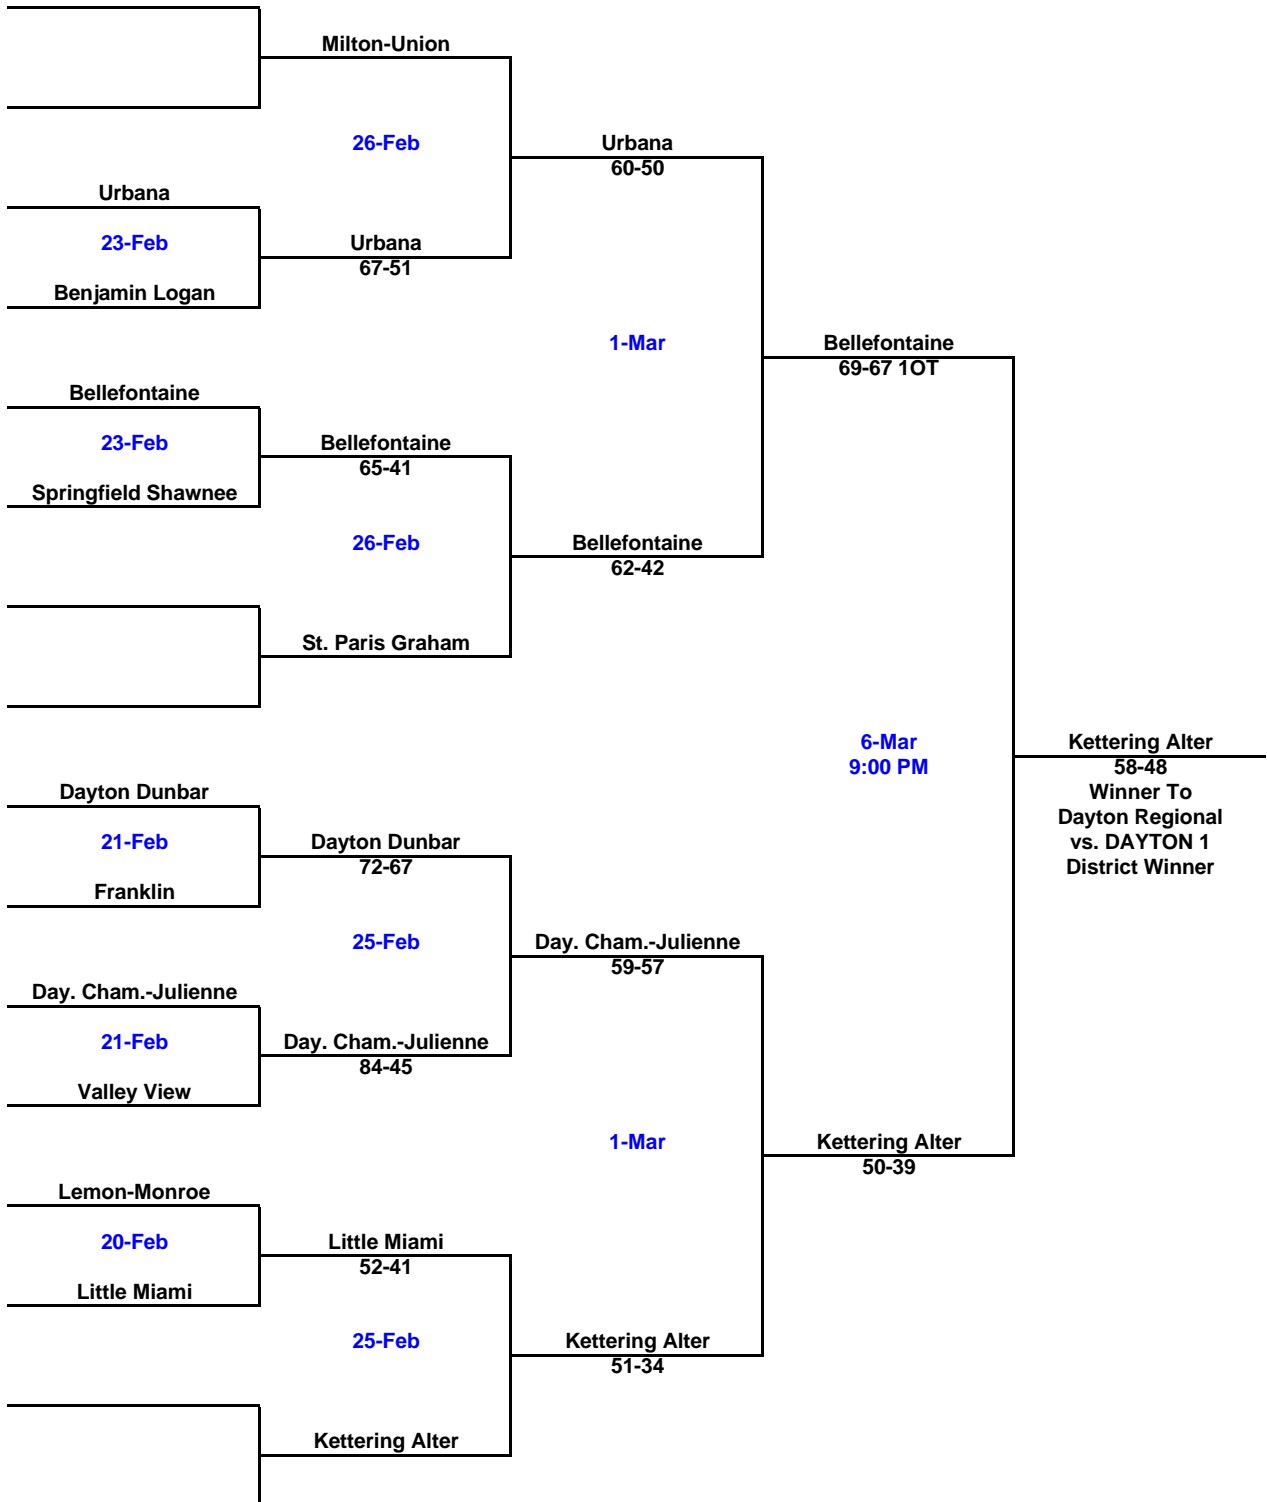 Milton-Union
26-Feb
Urbana
60-50
Urbana
23-Feb
Urbana
67-51
Benjamin Logan
1-Mar
Bellefontaine
69-67 1OT
Bellefontaine
23-Feb
Bellefontaine
65-41
Springfield Shawnee
26-Feb
Bellefontaine
62-42
St. Paris Graham
6-Mar
9:00 PM
Kettering Alter
58-48
Winner To
Dayton Regional
vs. DAYTON 1
District Winner
Dayton Dunbar
21-Feb
Dayton Dunbar
72-67
Franklin
25-Feb
Day. Cham.-Julienne
59-57
Day. Cham.-Julienne
21-Feb
Day. Cham.-Julienne
84-45
Valley View
1-Mar
Kettering Alter
50-39
Lemon-Monroe
20-Feb
Little Miami
52-41
Little Miami
25-Feb
Kettering Alter
51-34
Kettering Alter